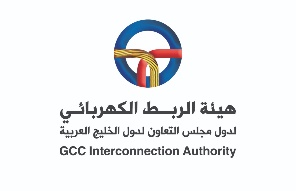 هيئة الربط الكهربائي
لدول مجلس التعاون لدول الخليج العربية
GCC Interconnection Authority